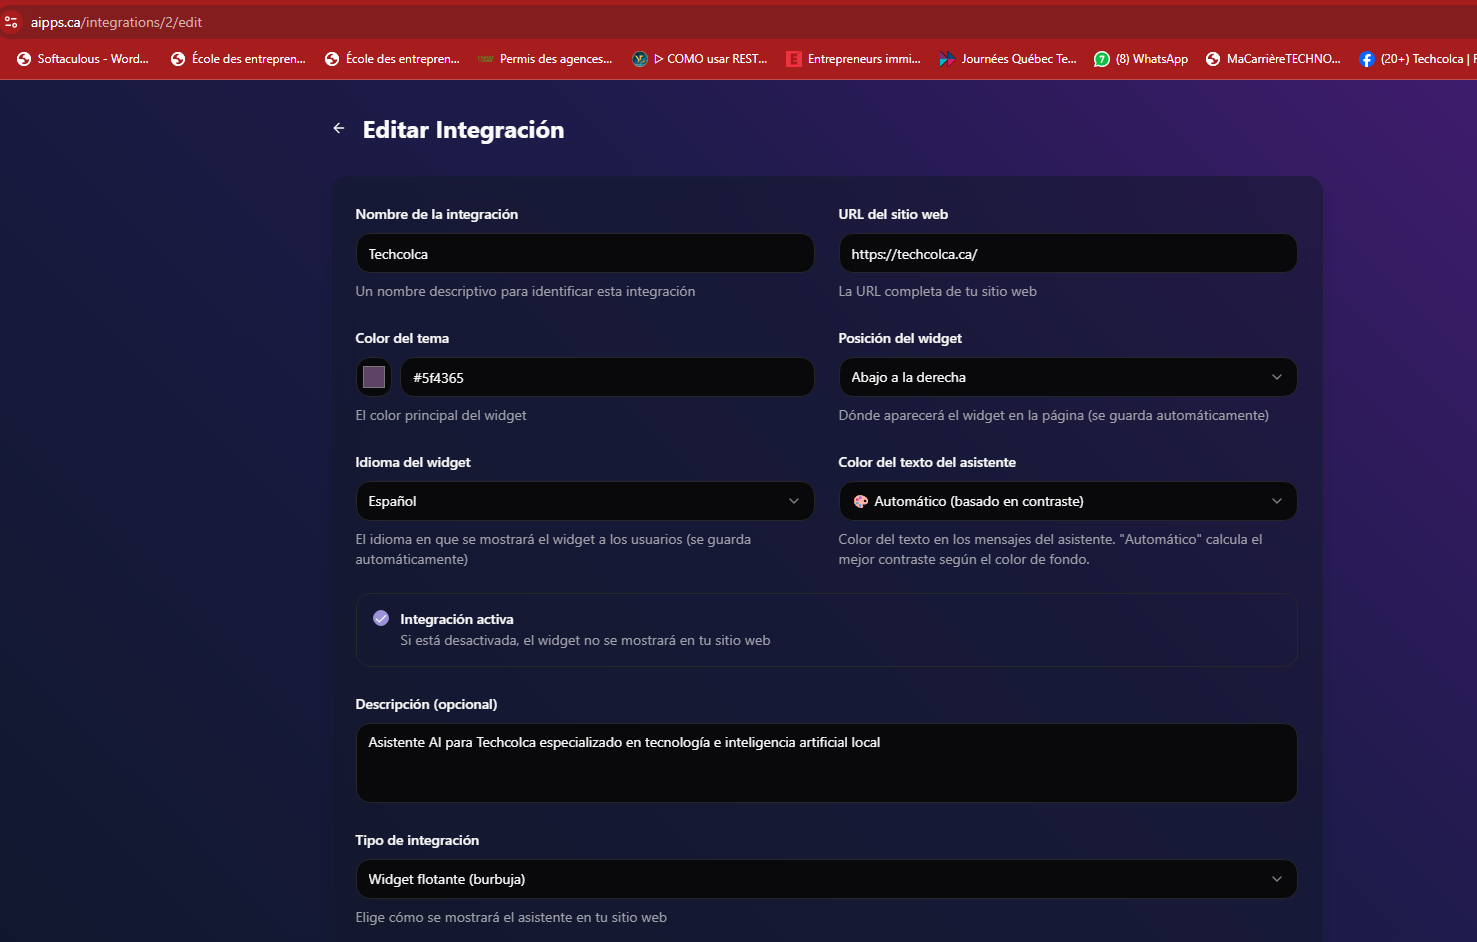 aipps.ca/integrations/2/edit
Softaculous - Word...
École des entrepren...
École des entrepren...
Permis des agences...
▷ COMO usar REST...
E
Entrepreneurs immi...
Journées Québec Te...
7
(8) WhatsApp
MaCarrièreTECHNO...
(20+) Techcolca |
← Editar Integración
Nombre de la integración
Techcolca
Un nombre descriptivo para identificar esta integración
URL del sitio web
https://techcolca.ca/
La URL completa de tu sitio web
Color del tema
#5f4365
El color principal del widget
Posición del widget
Abajo a la derecha
Dónde aparecerá el widget en la página (se guarda automáticamente)
Idioma del widget
Español
El idioma en que se mostrará el widget a los usuarios (se guarda
automáticamente)
Color del texto del asistente
🎨 Automático (basado en contraste)
Color del texto en los mensajes del asistente. "Automático" calcula el
mejor contraste según el color de fondo.
Integración activa
Si está desactivada, el widget no se mostrará en tu sitio web
Descripción (opcional)
Asistente AI para Techcolca especializado en tecnología e inteligencia artificial local
Tipo de integración
Widget flotante (burbuja)
Elige cómo se mostrará el asistente en tu sitio web